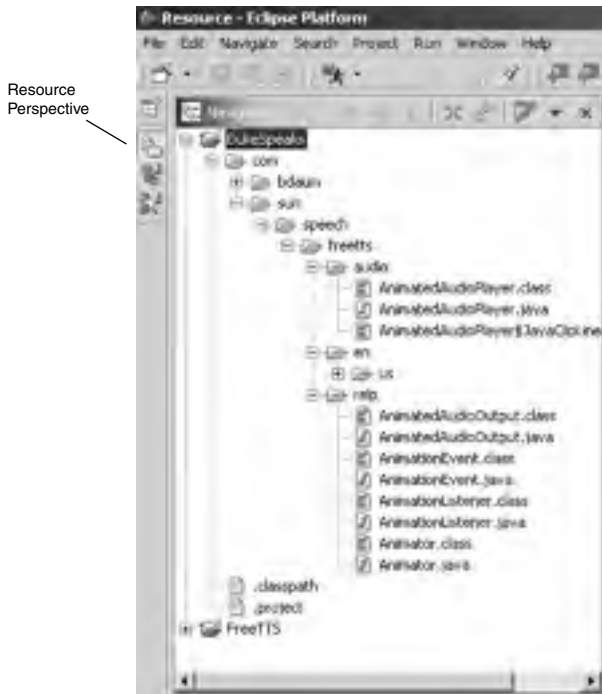 Resource - Eclipse Platform
File Edit Navigate Search Project Run Window Help
Resource
Perspective
DukeSpeaks
com
bdaum
sun
speech
freetts
audio
AnimatedAudioPlayer.class
AnimatedAudioPlayer.java
AnimatedAudioPlayer$JavaClipLine
en
us
relp
AnimatedAudioOutput.class
AnimatedAudioOutput.java
AnimationEvent.class
AnimationEvent.java
AnimationListener.class
AnimationListener.java
Animator.class
Animator.java
.classpath
.project
FreeTTS